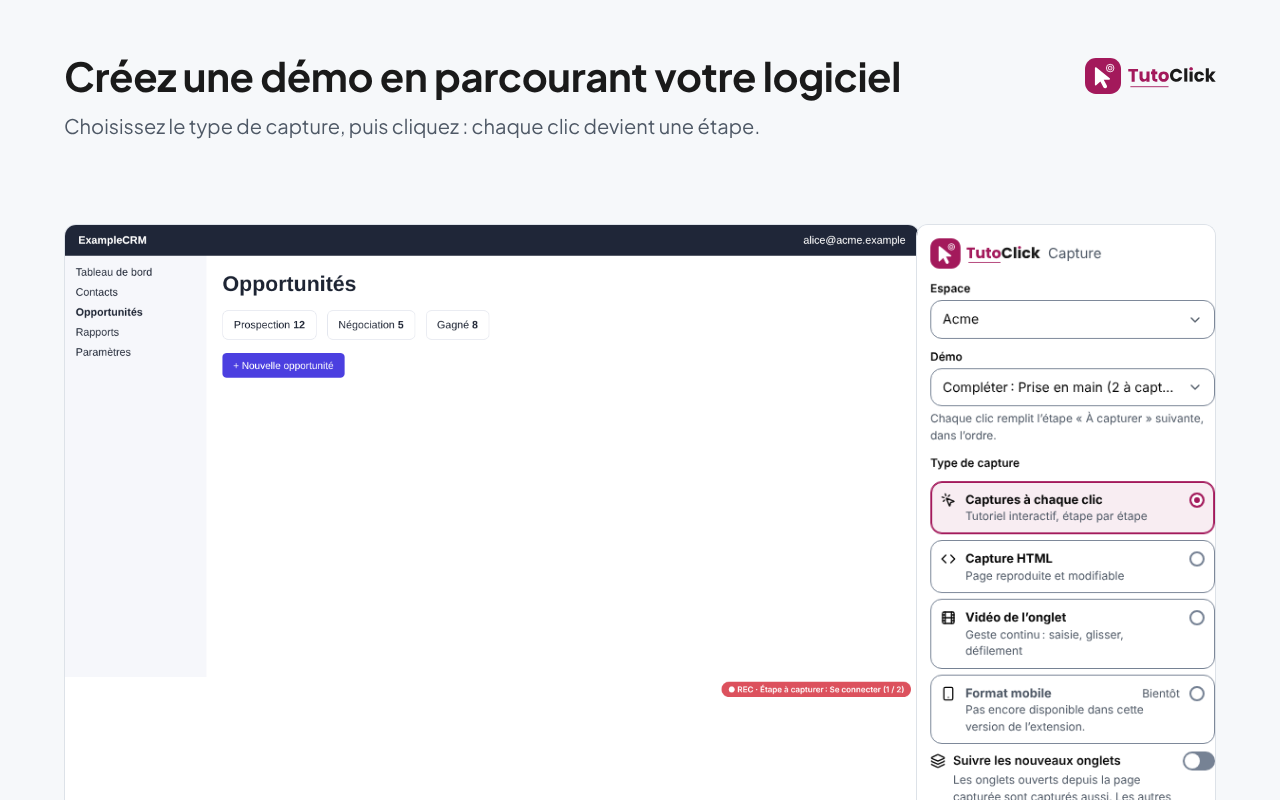 Créez une démo en parcourant votre logiciel
TutoClick
Choisissez le type de capture, puis cliquez : chaque clic devient une étape.
ExampleCRM
alice@acme.example
Tableau de bord
Contacts
Opportunités
Rapports
Paramètres
Opportunités
Prospection 12
Négociation 5
Gagné 8
+ Nouvelle opportunité
REC · Étape à capturer : Se connecter (1 / 2)
TutoClick Capture
Espace
Acme
Démo
Compléter : Prise en main (2 à capt...
Chaque clic remplit l’étape « À capturer » suivante,
dans l’ordre.
Type de capture
Captures à chaque clic
Tutoriel interactif, étape par étape
Capture HTML
Page reproduite et modifiable
Vidéo de l’onglet
Geste continu : saisie, glisser,
défilement
Format mobile
Bientôt
Pas encore disponible dans cette
version de l’extension.
Suivre les nouveaux onglets
Les onglets ouverts depuis la page
capturée sont capturés aussi. Les autres